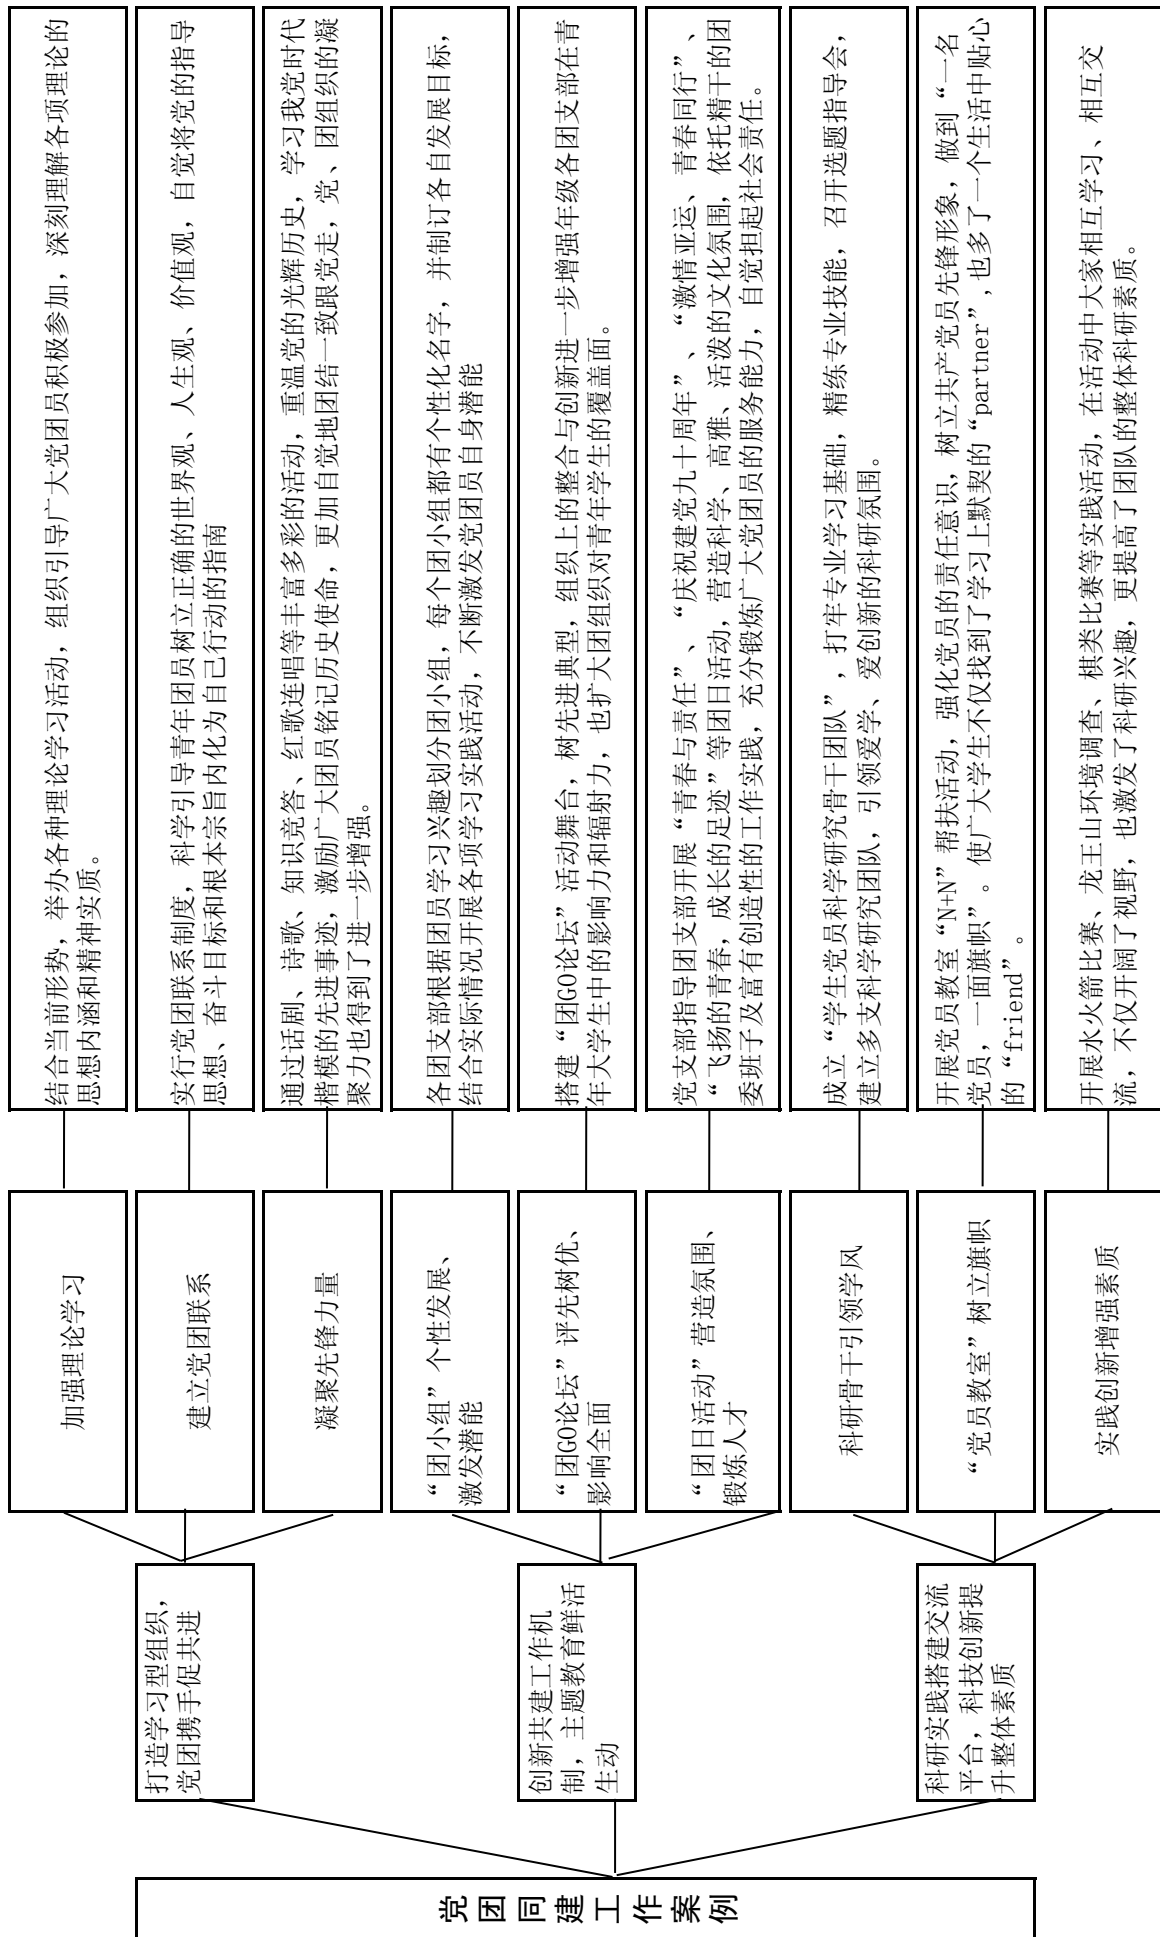 党团同建工作案例
打造学习型组织，
党团携手促共进
加强理论学习
结合当前形势，举办各种理论学习活动，组织引导广大党团员积极参加，深刻理解各项理论的
思想内涵和精神实质。
建立党团联系
实行党团联系制度，科学引导青年团员树立正确的世界观、人生观、价值观，自觉将党的指导
思想、奋斗目标和根本宗旨内化为自己行动的指南
凝聚先锋力量
通过话剧、诗歌、知识竞答、红歌连唱等丰富多彩的活动，重温党的光辉历史，学习我党时代
楷模的先进事迹，激励广大团员铭记历史使命，更加自觉地团结一致跟党走，党、团组织的凝
聚力也得到了进一步增强。
创新共建工作机
制，主题教育鲜活
生动
“团小组”个性发展、
激发潜能
各团支部根据团员学习兴趣划分团小组，每个团小组都有个性化名字，并制订各自发展目标，
结合实际情况开展各项学习实践活动，不断激发党团员自身潜能
“团GO论坛”评先树优、
影响全面
搭建“团GO论坛”活动舞台，树先进典型，组织上的整合与创新进一步增强年级各团支部在青
年大学生中的影响力和辐射力，也扩大团组织对青年学生的覆盖面。
“团日活动”营造氛围、
锻炼人才
党支部指导团支部开展“青春与责任”、“庆祝建党九十周年”、“激情亚运、青春同行”、
“飞扬的青春，成长的足迹”等团日活动，营造科学、高雅、活泼的文化氛围，依托精干的团
委班子及富有创造性的工作实践，充分锻炼广大党团员的服务能力，自觉担起社会责任。
科研实践搭建交流
平台，科技创新提
升整体素质
科研骨干引领学风
成立“学生党员科学研究骨干团队”，打牢专业学习基础，精练专业技能，召开选题指导会，
建立多支科学研究团队，引领爱学、爱创新的科研氛围。
“党员教室”树立旗帜
开展党员教室“N+N”帮扶活动，强化党员的责任意识，树立共产党员先锋形象，做到“一名
党员，一面旗帜”。使广大学生不仅找到了学习上默契的“partner”,也多了一个生活中贴心
的“friend”。
实践创新增强素质
开展水火箭比赛、龙王山环境调查、棋类比赛等实践活动，在活动中大家相互学习、相互交
流，不仅开阔了视野，也激发了科研兴趣，更提高了团队的整体科研素质。